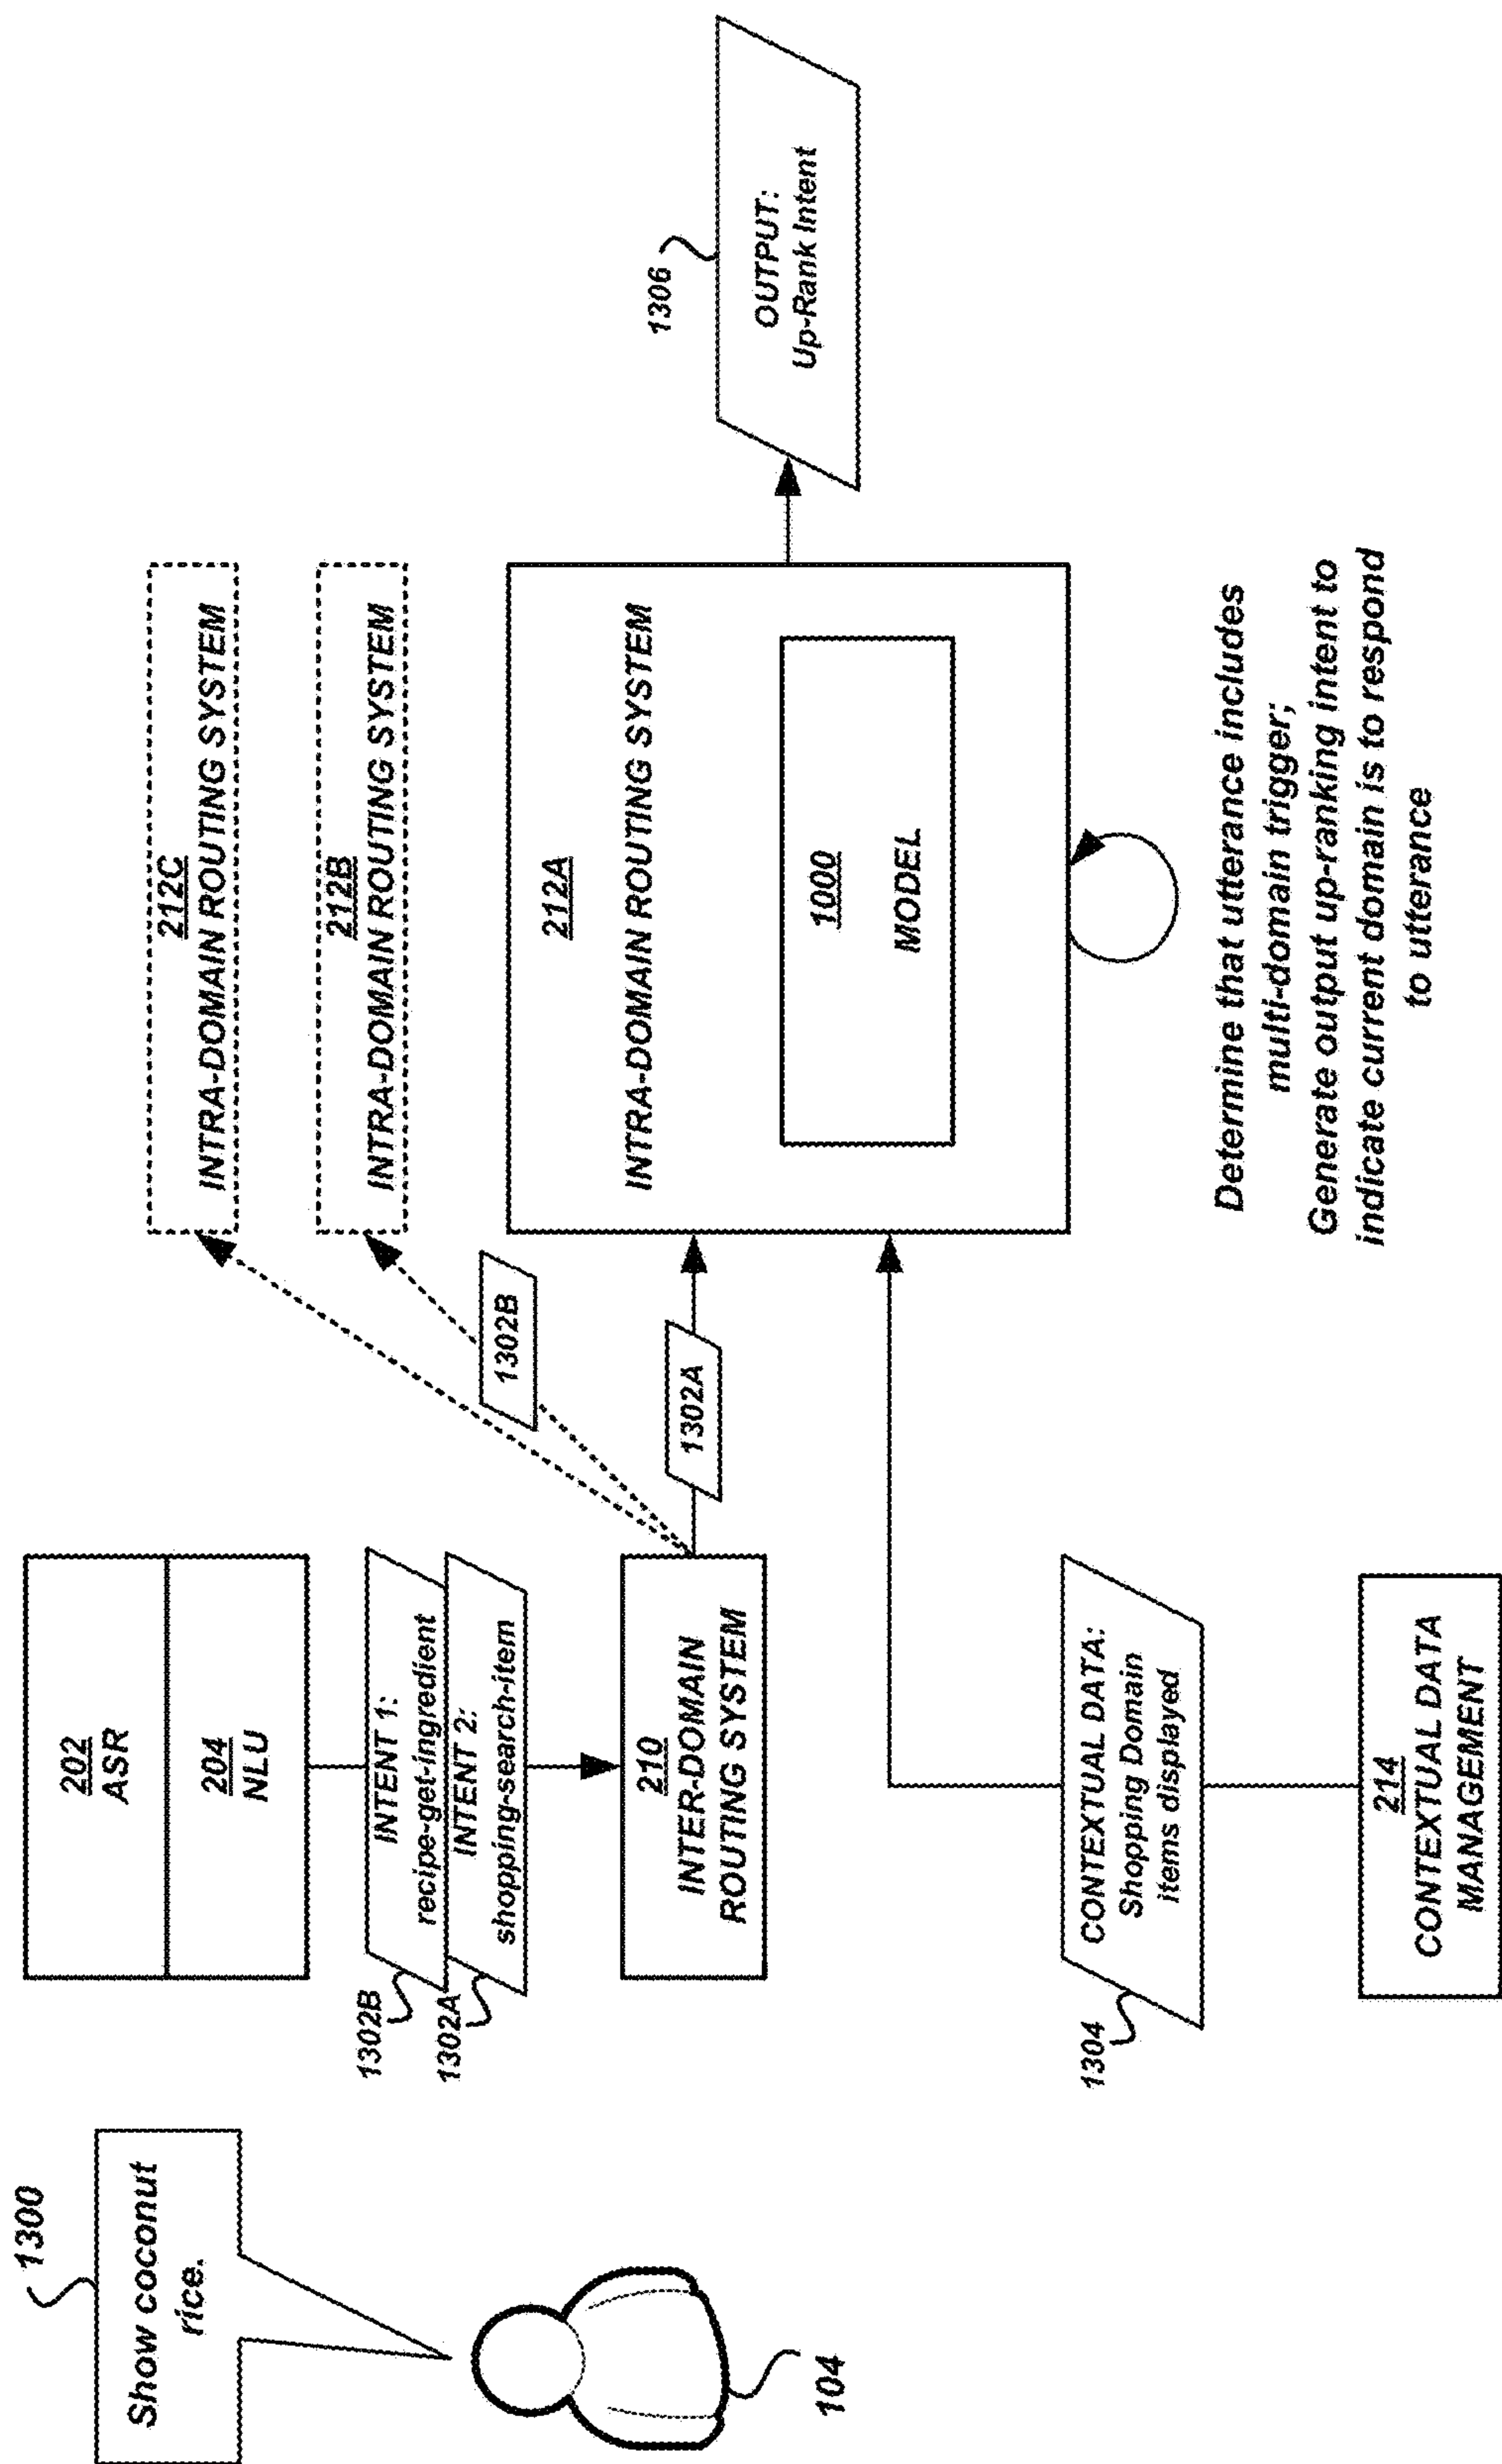 1300
Show coconut
rice.
104
202
ASR
204
NLU
1302B
INTENT 1:
recipe-get-ingredient
1302A
INTENT 2:
shopping-search-item
210
INTER-DOMAIN
ROUTING SYSTEM
1304
CONTEXTUAL DATA:
Shopping Domain
items displayed
214
CONTEXTUAL DATA
MANAGEMENT
1302B
1302A
212C
INTRA-DOMAIN ROUTING SYSTEM
212B
INTRA-DOMAIN ROUTING SYSTEM
212A
INTRA-DOMAIN ROUTING SYSTEM
1000
MODEL
Determine that utterance includes
multi-domain trigger;
Generate output up-ranking intent to
indicate current domain is to respond
to utterance
1306
OUTPUT:
Up-Rank Intent